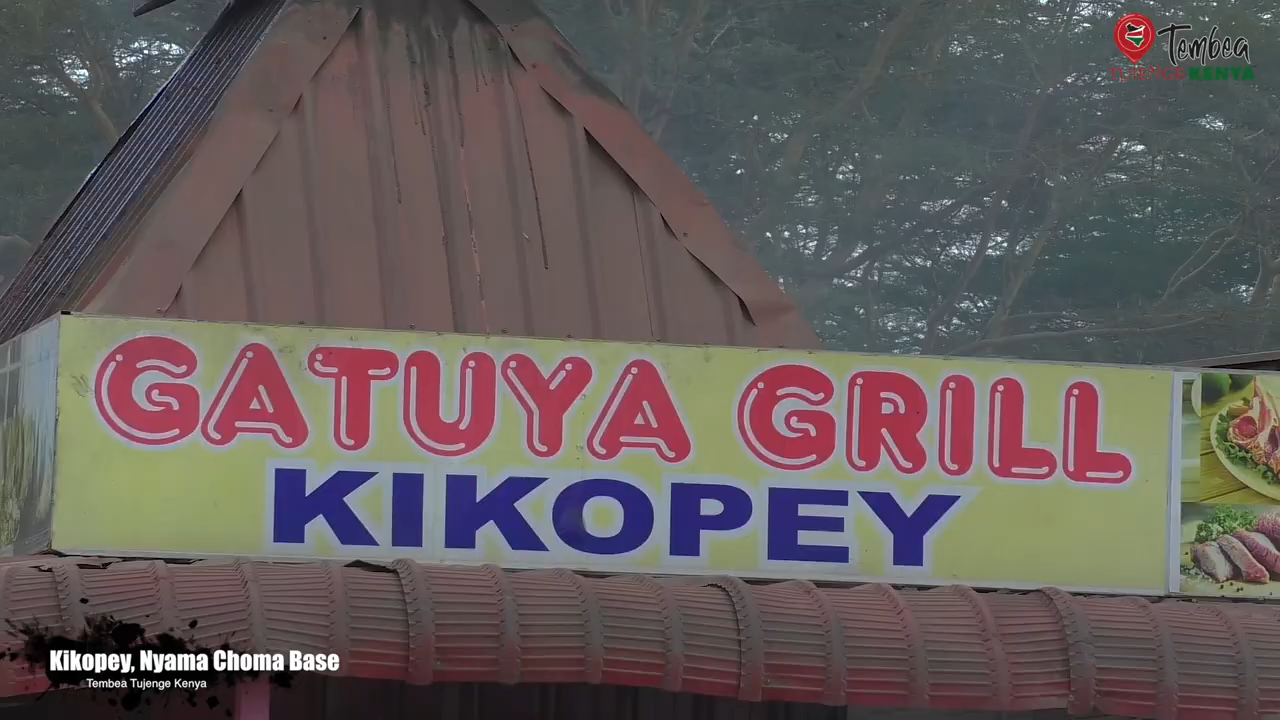 Tembea
TUJENGE KENYA
GATUYA GRILL
KIKOPEY
Kikopey, Nyama Choma Base
Tembea Tujenge Kenya